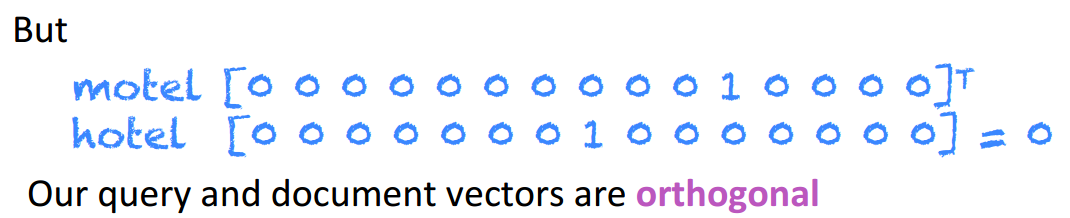 But
motel [0 0 0 0 0 0 0 0 0 0 1 0 0 0 0]ᵀ
hotel [0 0 0 0 0 0 0 1 0 0 0 0 0 0 0] = 0
Our query and document vectors are orthogonal